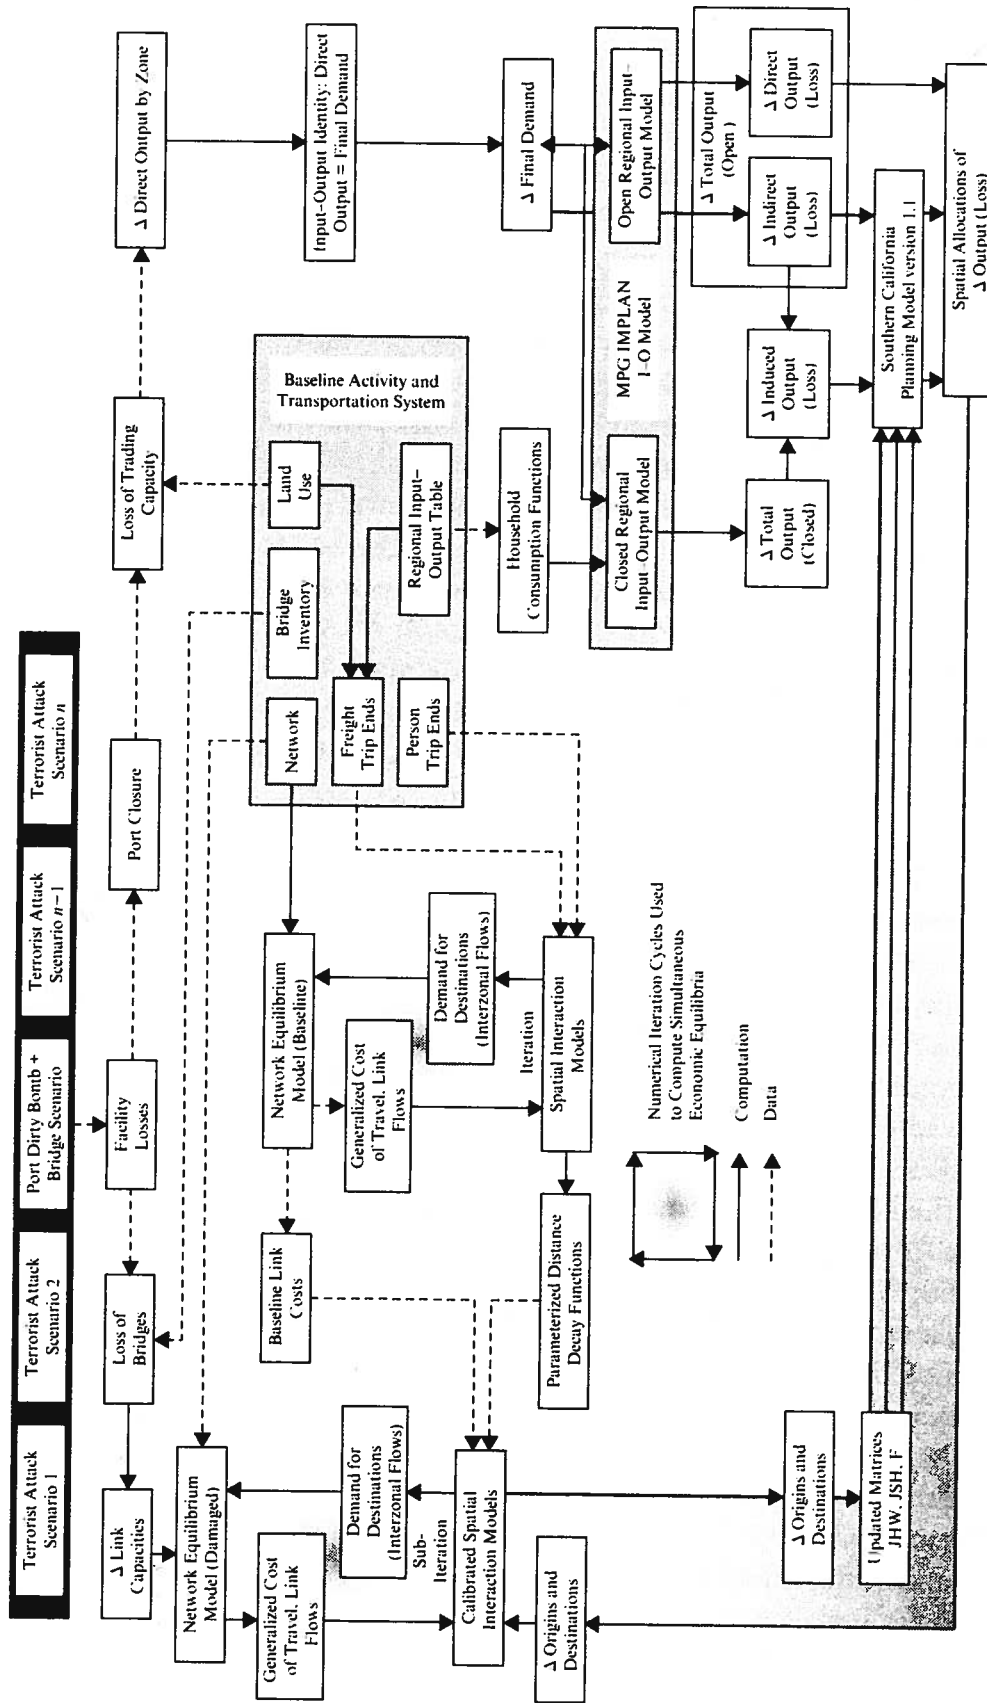 Terrorist Attack
Scenario 1
Terrorist Attack
Scenario 2
Port Dirty Bomb +
Bridge Scenario
Terrorist Attack
Scenario n−1
Terrorist Attack
Scenario n
Δ Link
Capacities
Loss of
Bridges
Facility
Losses
Port Closure
Loss of Trading
Capacity
Δ Direct Output by Zone
Network Equilibrium
Model (Damaged)
Network Equilibrium
Model (Baseline)
Network
Bridge
Inventory
Land
Use
Baseline Activity and
Transportation System
Freight
Trip Ends
Regional Input–
Output Table
Person
Trip Ends
Input–Output Identity: Direct
Output = Final Demand
Generalized Cost
of Travel. Link
Flows
Demand for
Destinations
(Interzonal Flows)
Sub-
Iteration
Baseline Link
Costs
Generalized Cost
of Travel. Link
Flows
Demand for
Destinations
(Interzonal Flows)
Iteration
Calibrated Spatial
Interaction Models
Parameterized Distance
Decay Functions
Spatial Interaction
Models
Household
Consumption Functions
Δ Final Demand
Closed Regional
Input–Output Model
MPG IMPLAN
I–O Model
Open Regional Input–
Output Model
Δ Origins and
Destinations
Numerical Iteration Cycles Used
to Compute Simultaneous
Economic Equilibria
Computation
Data
Δ Total
Output
(Closed)
Δ Induced Output
(Loss)
Δ Total Output
(Open )
Δ Indirect Output
(Loss)
Δ Direct
Output
(Loss)
Δ Origins and
Destinations
Updated Matrices
JHW. JSH. F
Southern California
Planning Model version 1.1
Spatial Allocations of
Δ Output (Loss)